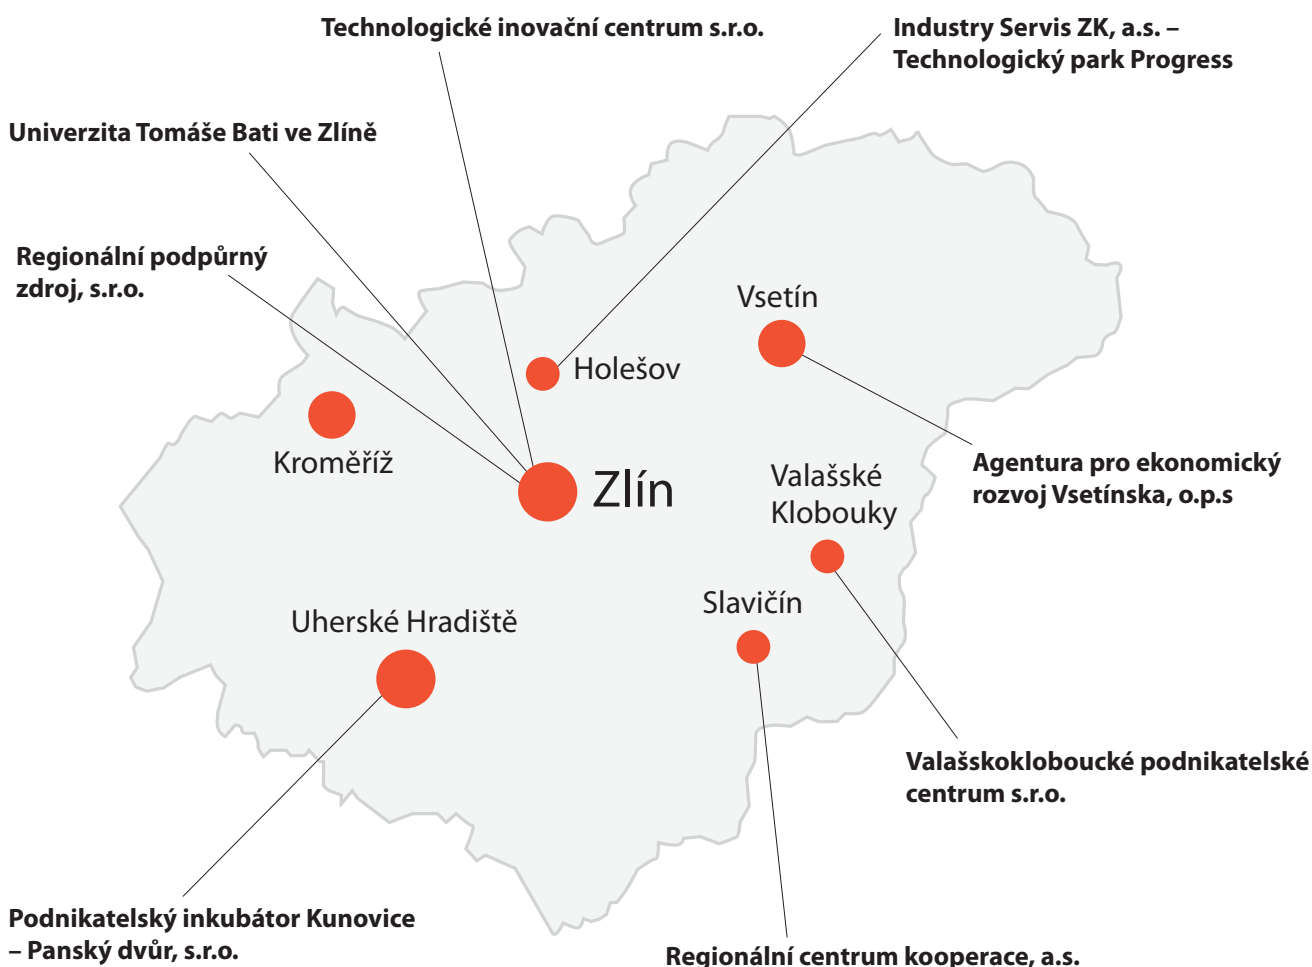 Technologické inovační centrum s.r.o.
Industry Servis ZK, a.s. –
Technologický park Progress
Univerzita Tomáše Bati ve Zlíně
Regionální podpůrný
zdroj, s.r.o.
Vsetín
Holešov
Kroměříž
Zlín
Agentura pro ekonomický
rozvoj Vsetínska, o.p.s
Valašské
Klobouky
Slavičín
Uherské Hradiště
Valašskokloboucké podnikatelské
centrum s.r.o.
Podnikatelský inkubátor Kunovice
– Panský dvůr, s.r.o.
Regionální centrum kooperace, a.s.